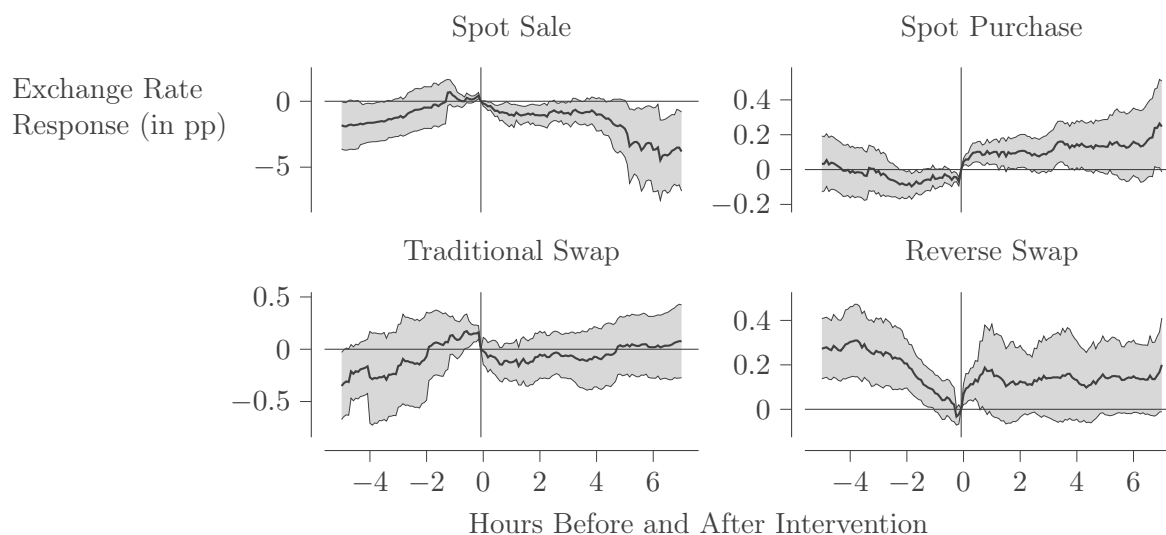 Spot Sale
Spot Purchase
Exchange Rate
Response (in pp)
0
−5
0.4
0.2
0
−0.2
Traditional Swap
Reverse Swap
0.5
0
−0.5
0.4
0.2
0
−4 −2 0 2 4 6
−4 −2 0 2 4 6
Hours Before and After Intervention